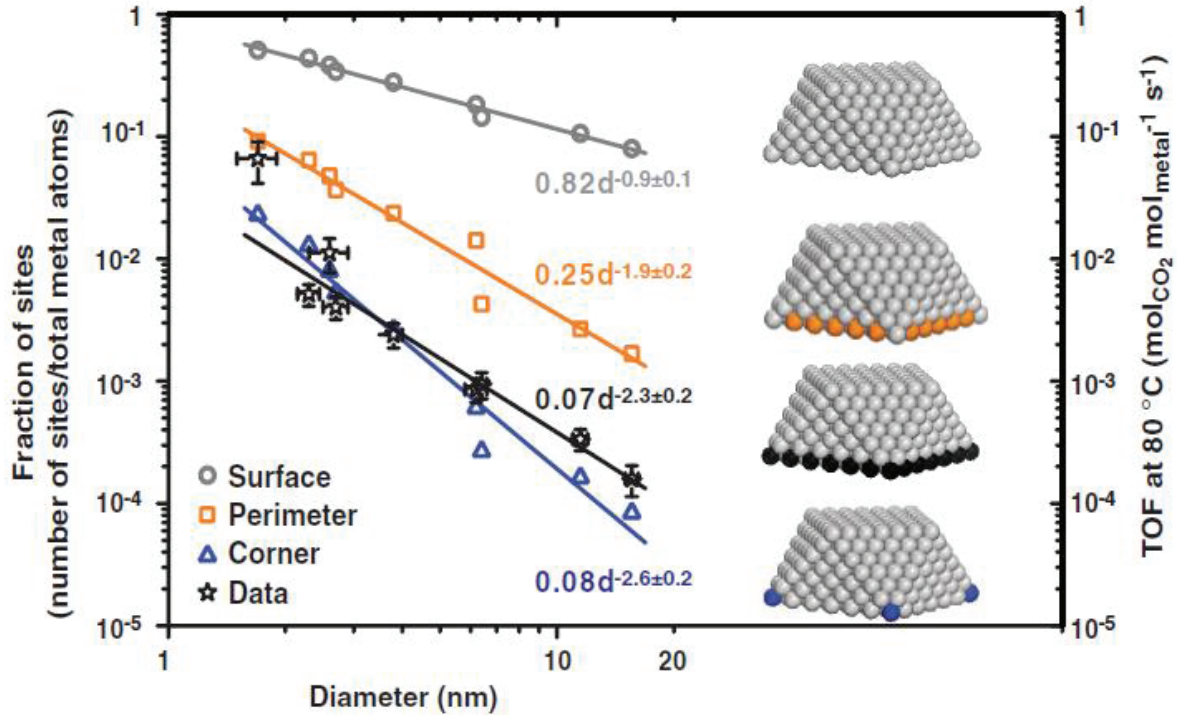 Fraction of sites
(number of sites/total metal atoms)
1
10-1
10-2
10-3
10-4
10-5
1
10
20
Diameter (nm)
0.82d-0.9±0.1
0.25d-1.9±0.2
0.07d-2.3±0.2
0.08d-2.6±0.2
Surface
Perimeter
Corner
Data
1
10-1
10-2
10-3
10-4
10-5
TOF at 80 °C (molCO2 molmetal-1 s-1)